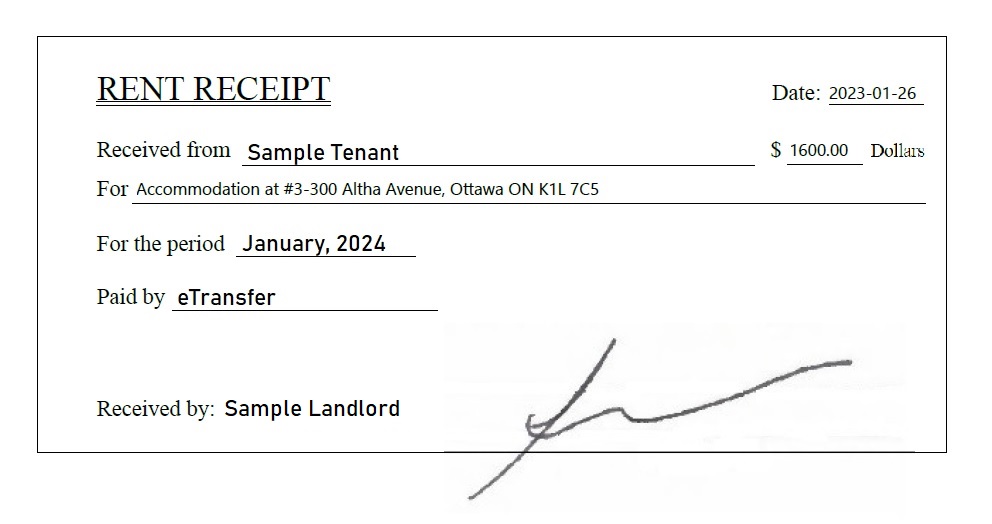 RENT RECEIPT Date: 2023-01-26
Received from Sample Tenant $ 1600.00 Dollars
For Accommodation at #3-300 Altha Avenue, Ottawa ON K1L 7C5
For the period January, 2024
Paid by eTransfer
Received by: Sample Landlord